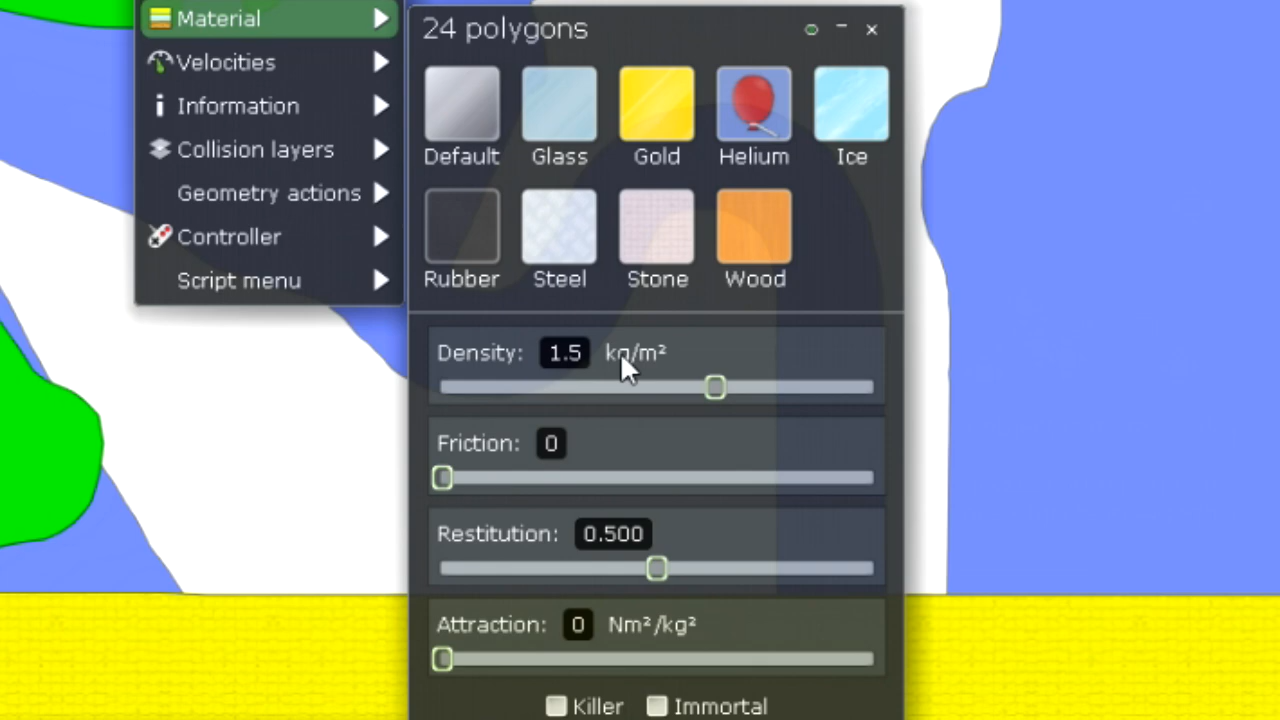 Material
Velocities
Information
Collision layers
Geometry actions
Controller
Script menu
24 polygons
Default Glass Gold Helium Ice
Rubber Steel Stone Wood
Density: 1.5 kg/m²
Friction: 0
Restitution: 0.500
Attraction: 0 Nm²/kg²
Killer Immortal